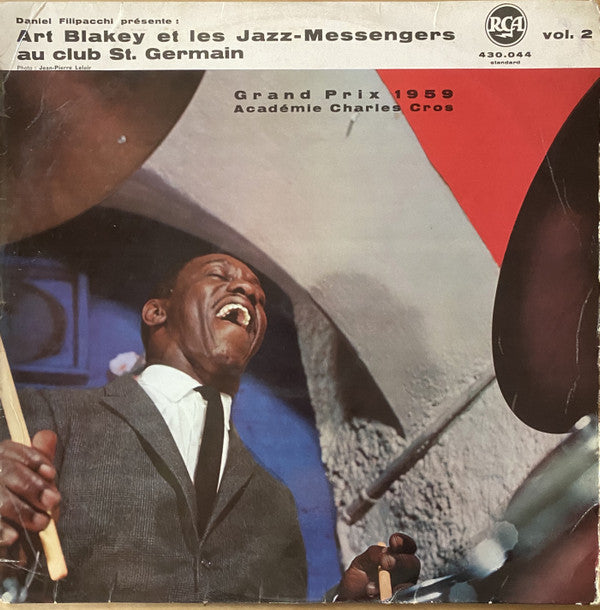 Daniel Filipacchi présente :
Art Blakey et les Jazz-Messengers
au club St. Germain
Photo : Jean-Pierre Leloir
RCA
430.044
standard
vol. 2
Grand Prix 1959
Académie Charles Cros